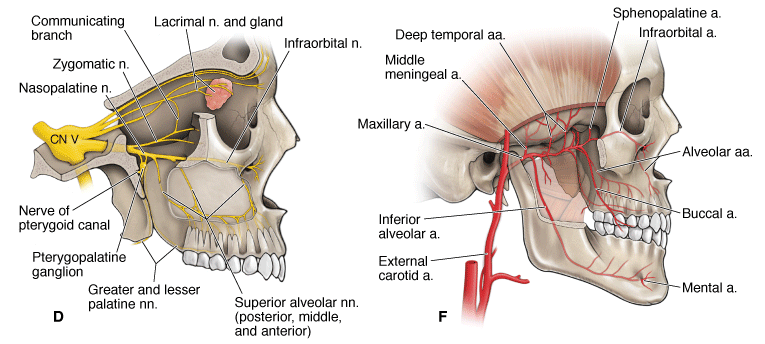 Communicating
branch
Lacrimal n. and gland
Infraorbital n.
Zygomatic n.
Nasopalatine n.
CN V
Nerve of
pterygoid canal
Pterygopalatine
ganglion
Greater and lesser
palatine nn.
Superior alveolar nn.
(posterior, middle,
and anterior)
D
Sphenopalatine a.
Deep temporal aa.
Infraorbital a.
Middle
meningeal a.
Maxillary a.
Alveolar aa.
Inferior
alveolar a.
Buccal a.
External
carotid a.
Mental a.
F